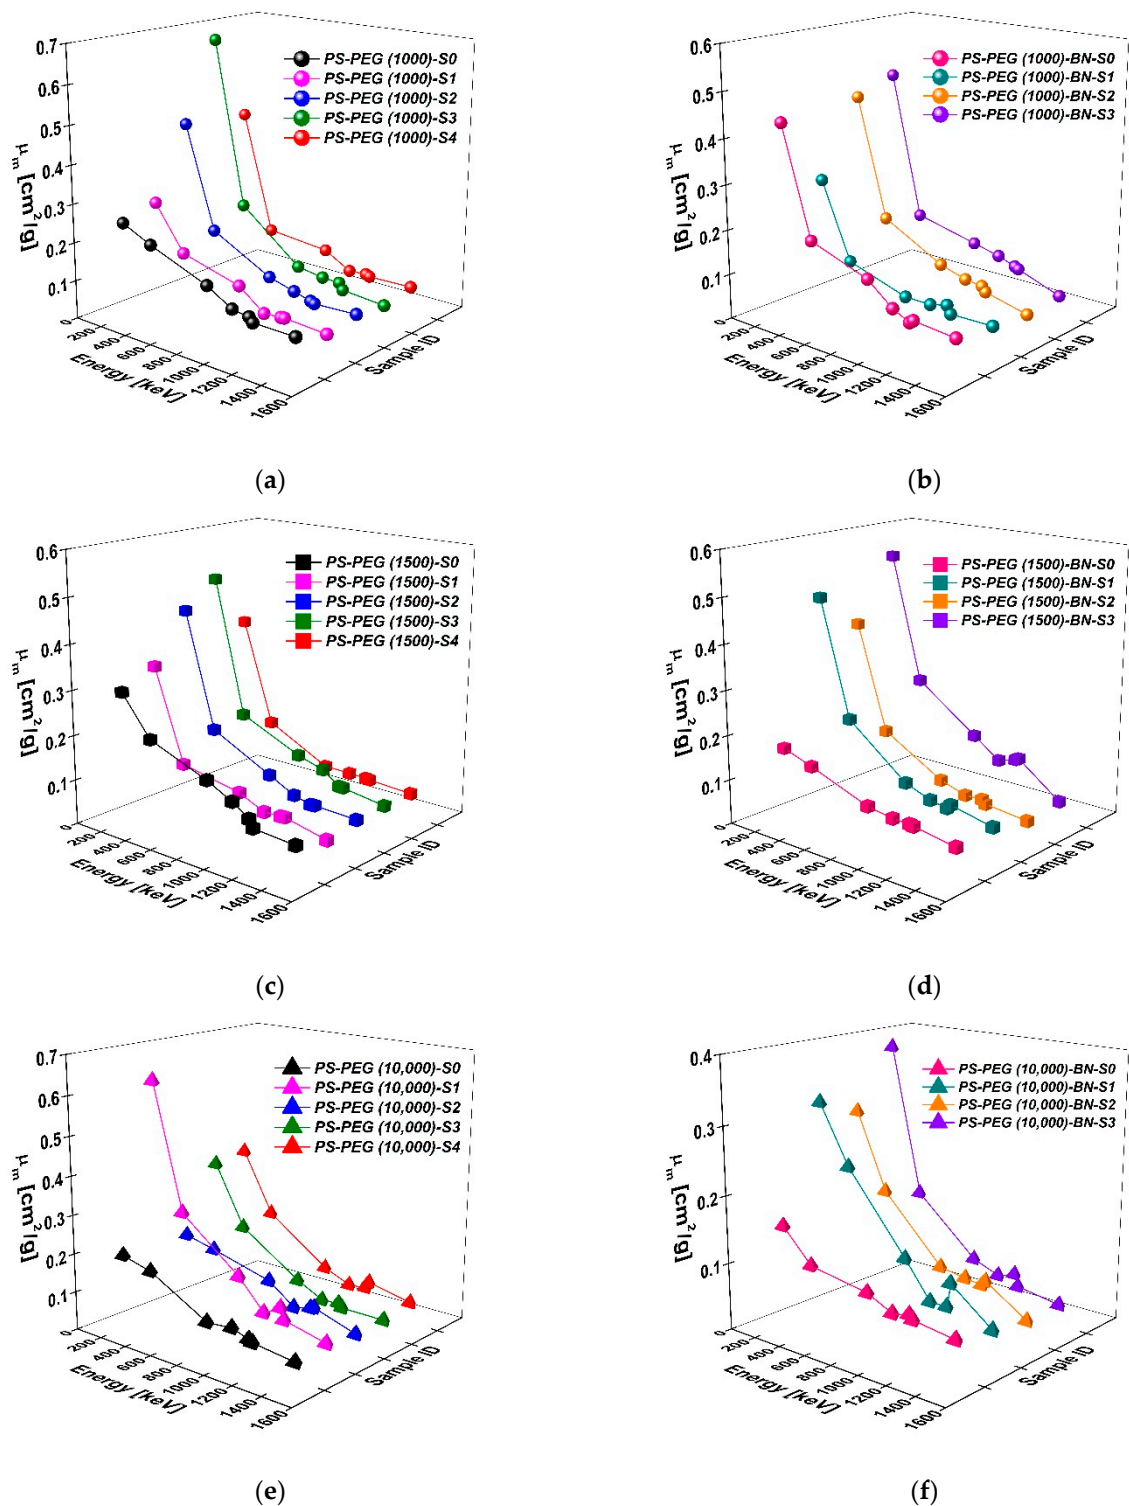 0.7
0.6
0.5
0.4
0.3
0.2
0.1
0
μm [cm²/g]
PS-PEG (1000)-S0
PS-PEG (1000)-S1
PS-PEG (1000)-S2
PS-PEG (1000)-S3
PS-PEG (1000)-S4
200
400
600
800
1000
1200
1400
1600
Energy [keV]
Sample ID
(a)
0.6
0.5
0.4
0.3
0.2
0.1
0
μm [cm²/g]
PS-PEG (1000)-BN-S0
PS-PEG (1000)-BN-S1
PS-PEG (1000)-BN-S2
PS-PEG (1000)-BN-S3
200
400
600
800
1000
1200
1400
1600
Energy [keV]
Sample ID
(b)
0.6
0.5
0.4
0.3
0.2
0.1
0
μm [cm²/g]
PS-PEG (1500)-S0
PS-PEG (1500)-S1
PS-PEG (1500)-S2
PS-PEG (1500)-S3
PS-PEG (1500)-S4
200
400
600
800
1000
1200
1400
1600
Energy [keV]
Sample ID
(c)
0.6
0.5
0.4
0.3
0.2
0.1
0
μm [cm²/g]
PS-PEG (1500)-BN-S0
PS-PEG (1500)-BN-S1
PS-PEG (1500)-BN-S2
PS-PEG (1500)-BN-S3
200
400
600
800
1000
1200
1400
1600
Energy [keV]
Sample ID
(d)
0.7
0.6
0.5
0.4
0.3
0.2
0.1
0
μm [cm²/g]
PS-PEG (10,000)-S0
PS-PEG (10,000)-S1
PS-PEG (10,000)-S2
PS-PEG (10,000)-S3
PS-PEG (10,000)-S4
200
400
600
800
1000
1200
1400
1600
Energy [keV]
Sample ID
(e)
0.4
0.3
0.2
0.1
0
μm [cm²/g]
PS-PEG (10,000)-BN-S0
PS-PEG (10,000)-BN-S1
PS-PEG (10,000)-BN-S2
PS-PEG (10,000)-BN-S3
200
400
600
800
1000
1200
1400
1600
Energy [keV]
Sample ID
(f)